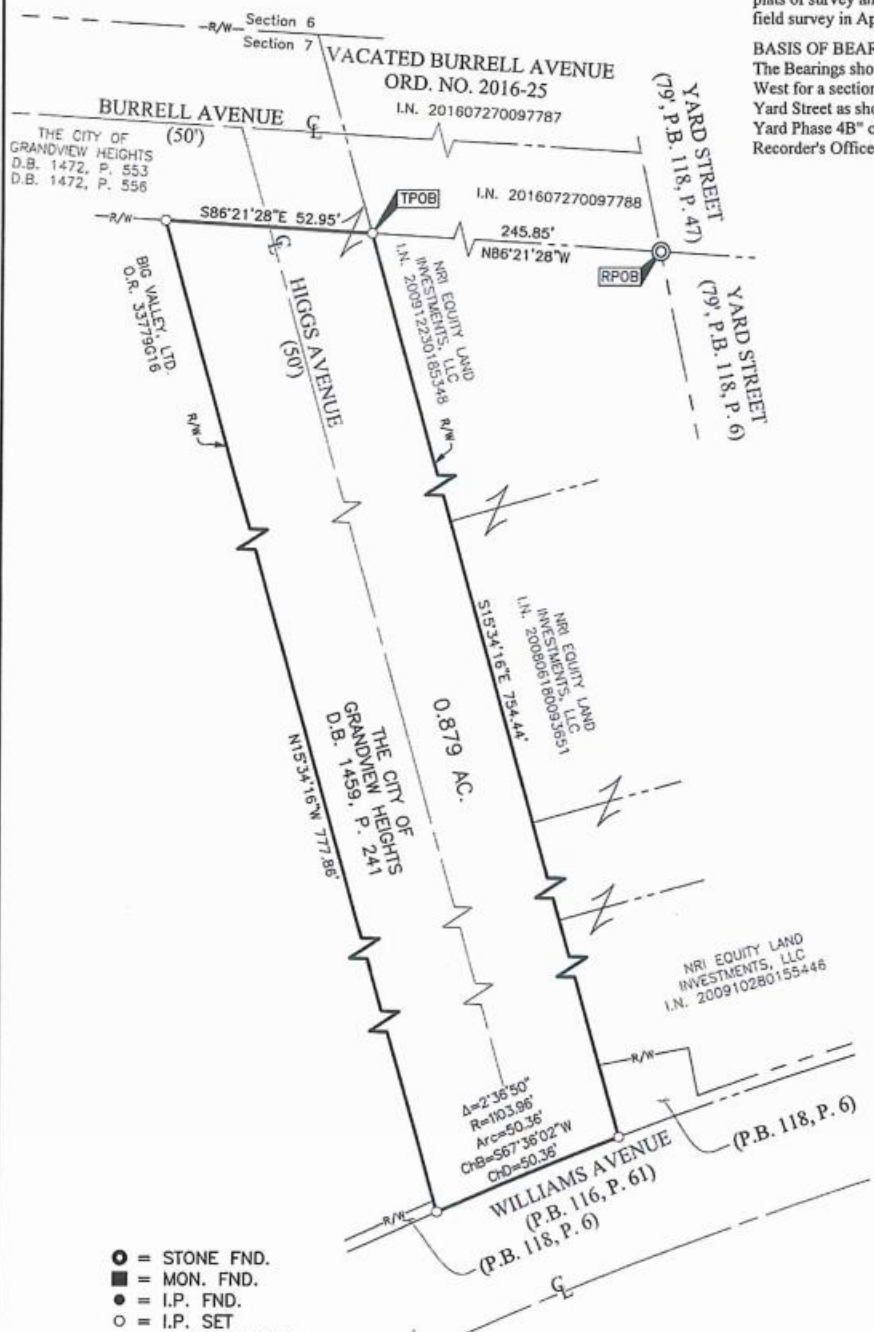 plats of survey an
field survey in Ap
BASIS OF BEAR
The Bearings sho
West for a section
Yard Street as sho
Yard Phase 4B" o
Recorder's Office
R/W
Section 6
Section 7
VACATED BURRELL AVENUE
ORD. NO. 2016-25
I.N. 201607270097787
BURRELL AVENUE
(50')
CL
THE CITY OF
GRANDVIEW HEIGHTS
D.B. 1472, P. 553
D.B. 1472, P. 556
YARD STREET
(79', P.B. 118, P. 47)
TPOB
I.N. 201607270097788
R/W
S86°21'28"E 52.95'
245.85'
N86°21'28"W
RPOB
CL
BIG VALLEY, LTD.
O.R. 33779G16
HIGGS AVENUE
(50')
NRI EQUITY LAND
INVESTMENTS, LLC
I.N. 200912230185348
YARD STREET
(79', P.B. 118, P. 6)
R/W
R/W
S15°34'16"E 754.44'
NRI EQUITY LAND
INVESTMENTS, LLC
I.N. 200806180093651
N15°34'16"W 777.86'
THE CITY OF
GRANDVIEW HEIGHTS
D.B. 1459, P. 241
0.879 AC.
NRI EQUITY LAND
INVESTMENTS, LLC
I.N. 200910280155446
R/W
Δ=2°36'50"
R=1103.96'
Arc=50.36'
ChB=S67°36'02"W
ChD=50.36'
(P.B. 118, P. 6)
WILLIAMS AVENUE
(P.B. 116, P. 61)
R/W
(P.B. 118, P. 6)
CL
= STONE FND.
= MON. FND.
= I.P. FND.
= I.P. SET